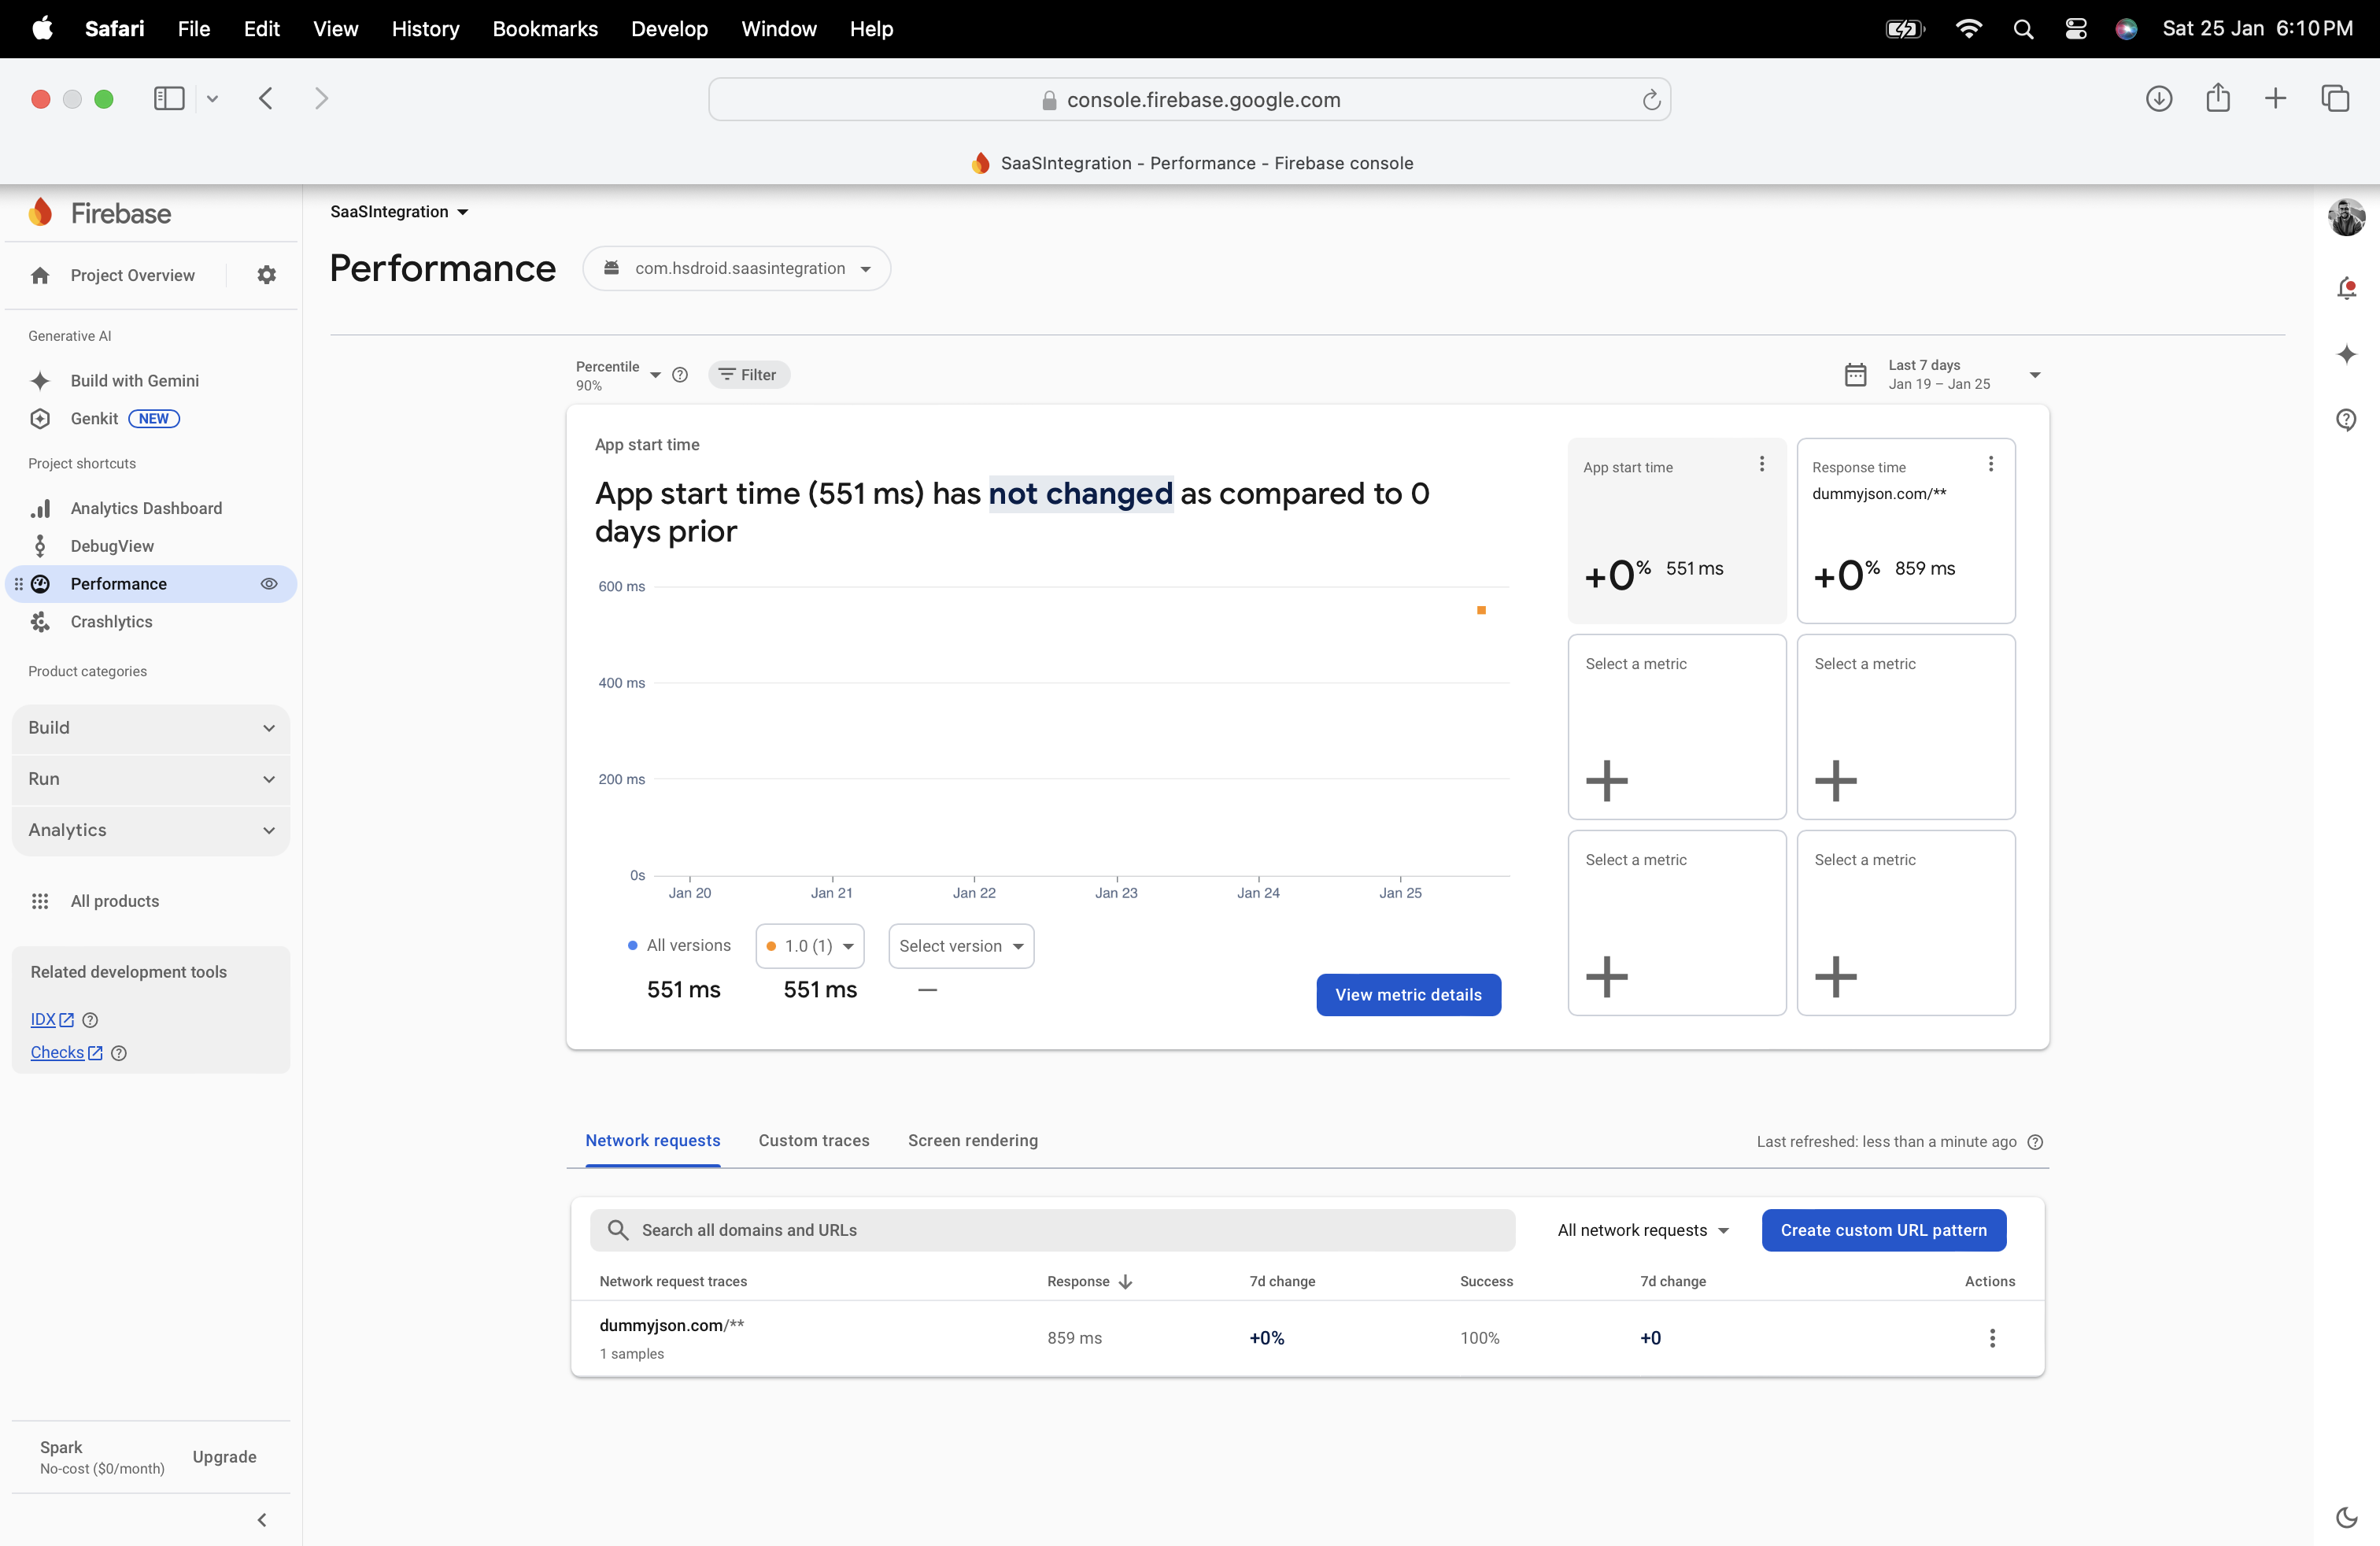 Safari File Edit View History Bookmarks Develop Window Help Sat 25 Jan 6:10 PM
console.firebase.google.com
SaaSIntegration - Performance - Firebase console
Firebase
Project Overview
Generative AI
Build with Gemini
Genkit NEW
Project shortcuts
Analytics Dashboard
DebugView
Performance
Crashlytics
Product categories
Build
Run
Analytics
All products
Related development tools
IDX
Checks
Spark
No-cost ($0/month)
Upgrade
SaaSIntegration
Performance
com.hsdroid.saasintegration
Percentile
90%
Filter
Last 7 days
Jan 19 – Jan 25
App start time
App start time (551 ms) has not changed as compared to 0
days prior
600 ms
400 ms
200 ms
0s
Jan 20 Jan 21 Jan 22 Jan 23 Jan 24 Jan 25
All versions 1.0 (1) Select version
551 ms 551 ms —
View metric details
App start time
+0% 551 ms
Response time
dummyjson.com/**
+0% 859 ms
Select a metric
Select a metric
Select a metric
Select a metric
Network requests Custom traces Screen rendering
Last refreshed: less than a minute ago
Search all domains and URLs
All network requests
Create custom URL pattern
Network request traces Response 7d change Success 7d change Actions
dummyjson.com/** 859 ms +0% 100% +0
1 samples